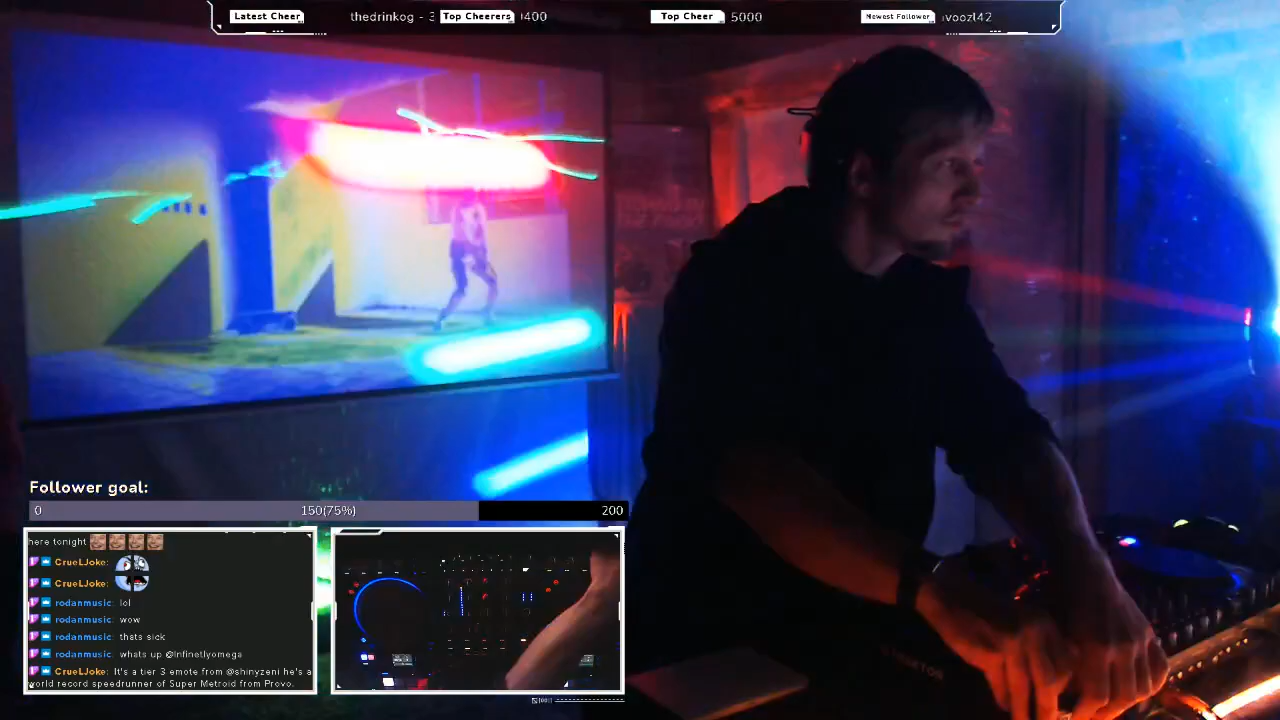 Latest Cheer
thedrinkog - 3
Top Cheerers
Top Cheer
5000
Newest Follower
Follower goal:
0
150(75%)
200
here tonight
CrueLJoke:
CrueLJoke:
rodanmusic: lol
rodanmusic: wow
rodanmusic: thats sick
rodanmusic: whats up @Infinetlyomega
CrueLJoke: It's a tier 3 emote from @shinyzeni he's a
world record speedrunner of Super Metroid from Provo.